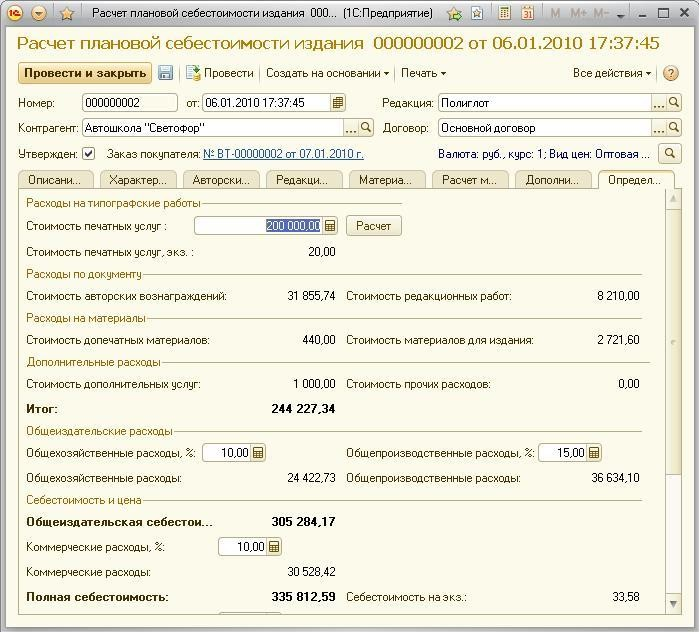 Расчет плановой себестоимости издания 000... (1С:Предприятие) M M+ M-
Расчет плановой себестоимости издания 000000002 от 06.01.2010 17:37:45
Провести и закрыть Провести Создать на основании Печать Все действия ?
Номер: 000000002 от: 06.01.2010 17:37:45 Редакция: Полиглот ...
Контрагент: Автошкола "Светофор" ... Договор: Основной договор ...
Утвержден: Заказ покупателя: № ВТ-00000002 от 07.01.2010 г. Валюта: руб., курс: 1; Вид цен: Оптовая ...
Описани... Характер... Авторски... Редакци... Материа... Расчет м... Дополни... Определ...
Расходы на типографские работы
Стоимость печатных услуг : 200 000,00 Расчет
Стоимость печатных услуг, экз. : 20,00
Расходы по документу
Стоимость авторских вознаграждений: 31 855,74 Стоимость редакционных работ: 8 210,00
Расходы на материалы
Стоимость допечатных материалов: 440,00 Стоимость материалов для издания: 2 721,60
Дополнительные расходы
Стоимость дополнительных услуг: 1 000,00 Стоимость прочих расходов: 0,00
Итог: 244 227,34
Общеиздательские расходы
Общехозяйственные расходы, %: 10,00 Общепроизводственные расходы, %: 15,00
Общехозяйственные расходы: 24 422,73 Общепроизводственные расходы: 36 634,10
Себестоимость и цена
Общеиздательская себестои... 305 284,17
Коммерческие расходы, %: 10,00
Коммерческие расходы: 30 528,42
Полная себестоимость: 335 812,59 Себестоимость на экз.: 33,58